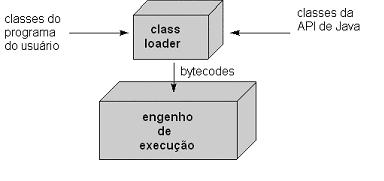 classes do
programa
do usuário
class
loader
classes da
API de Java
bytecodes
engenho
de
execução